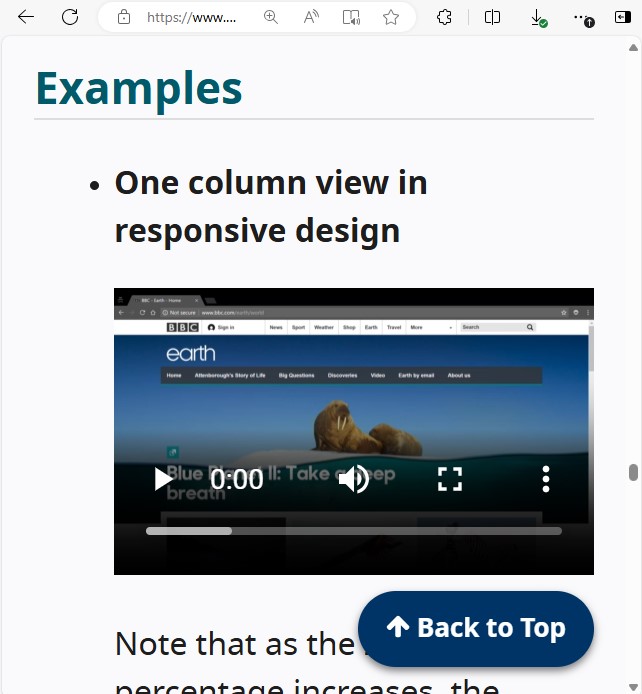 https://www....
Examples
• One column view in
responsive design
BBC - Earth - Home
Not secure www.bbc.com/earth/world
BBC Sign in News Sport Weather Shop Earth Travel More Search
earth
Home Attenborough's Story of Life Big Questions Discoveries Video Earth by email About us
Blue Planet II: Take a deep
breath
0:00
Back to Top
Note that as the
percentage increases, the